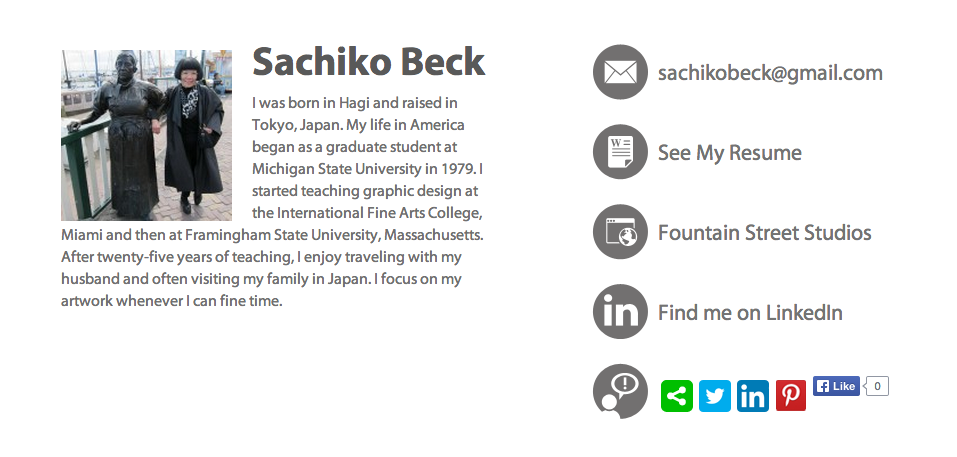 Sachiko Beck
I was born in Hagi and raised in
Tokyo, Japan. My life in America
began as a graduate student at
Michigan State University in 1979. I
started teaching graphic design at
the International Fine Arts College,
Miami and then at Framingham State University, Massachusetts.
After twenty-five years of teaching, I enjoy traveling with my
husband and often visiting my family in Japan. I focus on my
artwork whenever I can fine time.
sachikobeck@gmail.com
W
See My Resume
Fountain Street Studios
in
Find me on LinkedIn
in
f Like 0